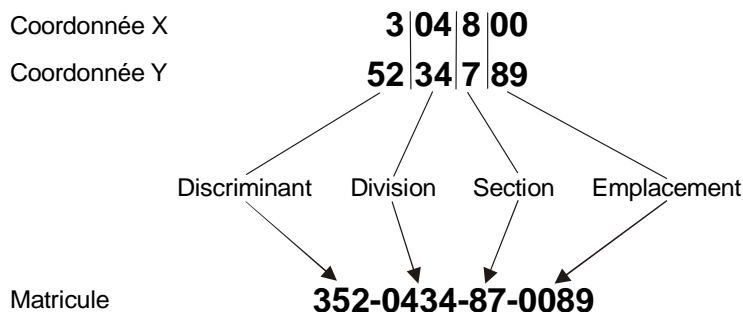 Coordonnée X 3 04 8 00
Coordonnée Y 52 34 7 89
Discriminant Division Section Emplacement
Matricule 352-0434-87-0089